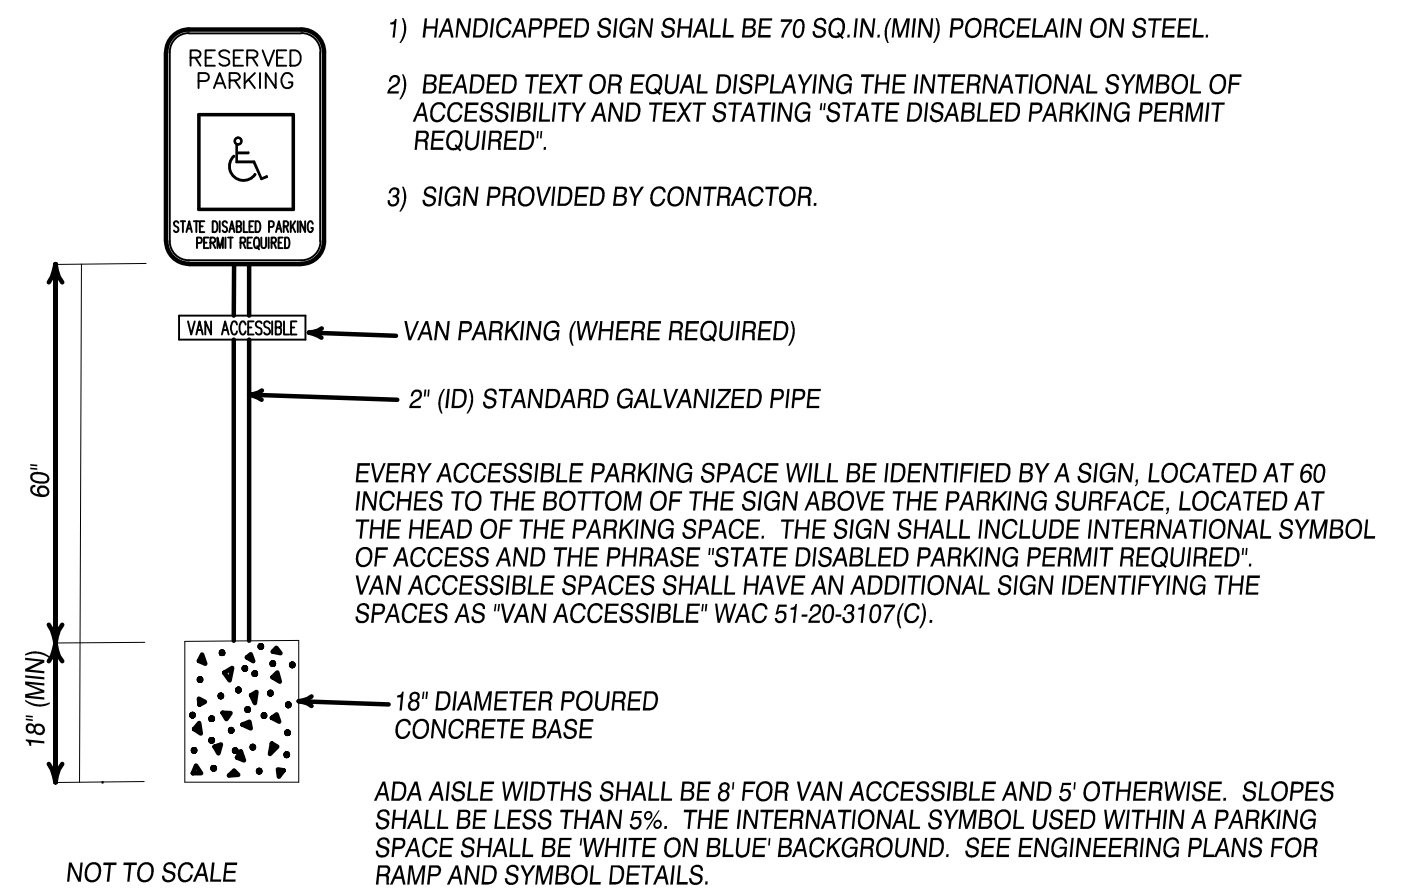 RESERVED
PARKING
STATE DISABLED PARKING
PERMIT REQUIRED
1) HANDICAPPED SIGN SHALL BE 70 SQ.IN.(MIN) PORCELAIN ON STEEL.
2) BEADED TEXT OR EQUAL DISPLAYING THE INTERNATIONAL SYMBOL OF
ACCESSIBILITY AND TEXT STATING "STATE DISABLED PARKING PERMIT
REQUIRED".
3) SIGN PROVIDED BY CONTRACTOR.
VAN ACCESSIBLE
VAN PARKING (WHERE REQUIRED)
2" (ID) STANDARD GALVANIZED PIPE
60"
EVERY ACCESSIBLE PARKING SPACE WILL BE IDENTIFIED BY A SIGN, LOCATED AT 60
INCHES TO THE BOTTOM OF THE SIGN ABOVE THE PARKING SURFACE, LOCATED AT
THE HEAD OF THE PARKING SPACE. THE SIGN SHALL INCLUDE INTERNATIONAL SYMBOL
OF ACCESS AND THE PHRASE "STATE DISABLED PARKING PERMIT REQUIRED".
VAN ACCESSIBLE SPACES SHALL HAVE AN ADDITIONAL SIGN IDENTIFYING THE
SPACES AS "VAN ACCESSIBLE" WAC 51-20-3107(C).
18" (MIN)
18" DIAMETER POURED
CONCRETE BASE
ADA AISLE WIDTHS SHALL BE 8' FOR VAN ACCESSIBLE AND 5' OTHERWISE. SLOPES
SHALL BE LESS THAN 5%. THE INTERNATIONAL SYMBOL USED WITHIN A PARKING
SPACE SHALL BE 'WHITE ON BLUE' BACKGROUND. SEE ENGINEERING PLANS FOR
RAMP AND SYMBOL DETAILS.
NOT TO SCALE